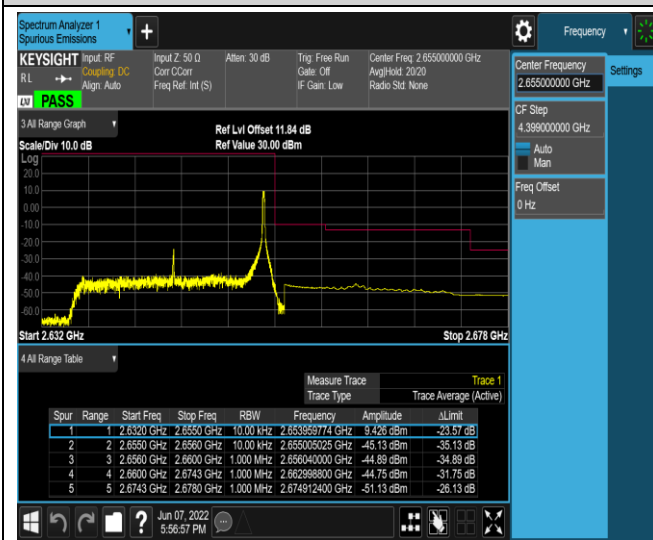 Spectrum Analyzer 1
Spurious Emissions
+
Frequency
KEYSIGHT Input: RF
RL Coupling: DC
Align: Auto
Input Z: 50 Ω
Corr CCorr
Freq Ref: Int (S)
Atten: 30 dB
Trig: Free Run
Gate: Off
IF Gain: Low
Center Freq: 2.655000000 GHz
Avg|Hold: 20/20
Radio Std: None
LXI PASS
Center Frequency
2.655000000 GHz
Settings
CF Step
4.399000000 GHz
Auto
Man
Freq Offset
0 Hz
3 All Range Graph
Ref Lvl Offset 11.84 dB
Scale/Div 10.0 dB Ref Value 30.00 dBm
Log
20.0
10.0
0.00
-10.0
-20.0
-30.0
-40.0
-50.0
-60.0
Start 2.632 GHz Stop 2.678 GHz
4 All Range Table
Measure Trace Trace 1
Trace Type Trace Average (Active)
Spur Range Start Freq Stop Freq RBW Frequency Amplitude ΔLimit
1 1 2.6320 GHz 2.6550 GHz 10.00 kHz 2.653959774 GHz 9.426 dBm -23.57 dB
2 2 2.6550 GHz 2.6560 GHz 10.00 kHz 2.655005025 GHz -45.13 dBm -35.13 dB
3 3 2.6560 GHz 2.6600 GHz 1.000 MHz 2.656040000 GHz -44.89 dBm -34.89 dB
4 4 2.6600 GHz 2.6743 GHz 1.000 MHz 2.662998800 GHz -44.75 dBm -31.75 dB
5 5 2.6743 GHz 2.6780 GHz 1.000 MHz 2.674912400 GHz -51.13 dBm -26.13 dB
?
Jun 07, 2022
5:56:57 PM